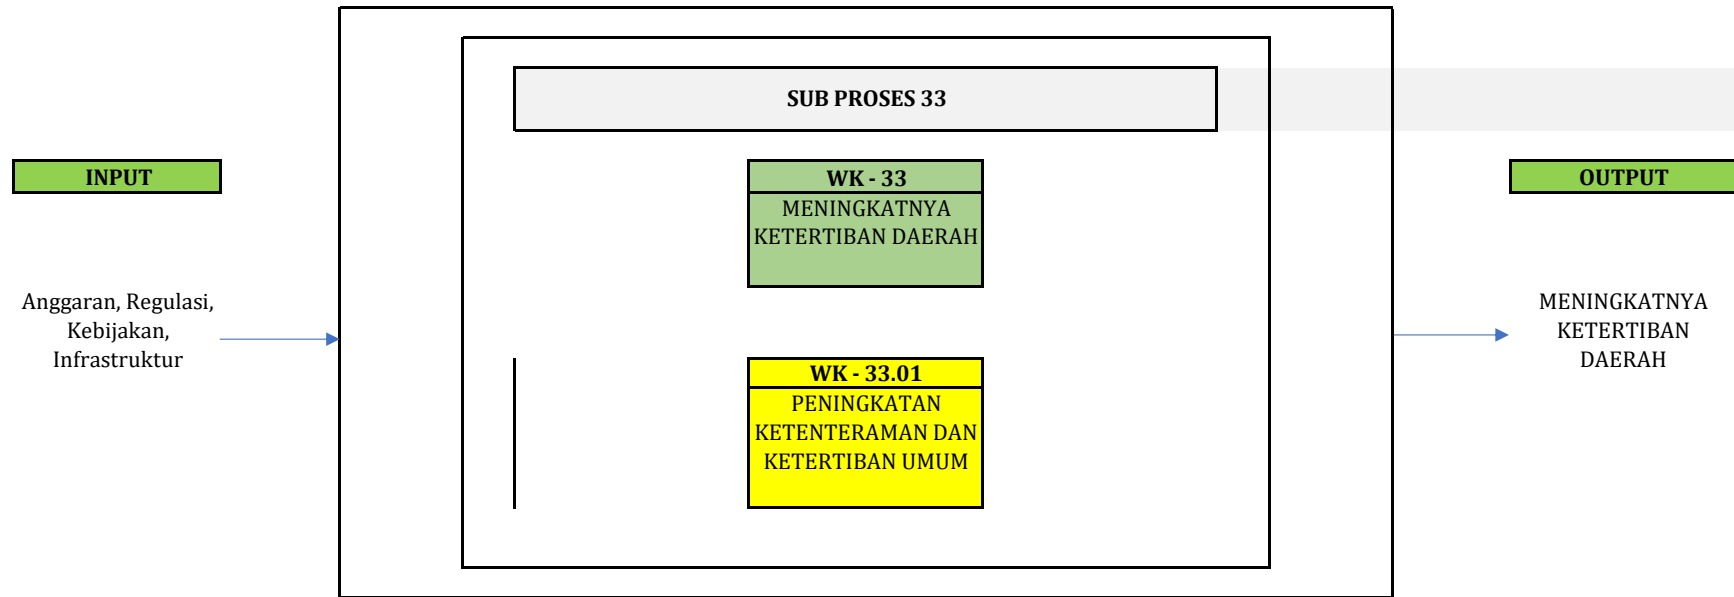 SUB PROSES 33
INPUT
WK - 33
OUTPUT
MENINGKATNYA
KETERTIBAN DAERAH
Anggaran, Regulasi,
Kebijakan,
Infrastruktur
MENINGKATNYA
KETERTIBAN
DAERAH
WK - 33.01
PENINGKATAN
KETENTERAMAN DAN
KETERTIBAN UMUM